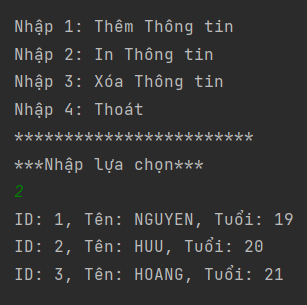 Nhập 1: Thêm Thông tin
Nhập 2: In Thông tin
Nhập 3: Xóa Thông tin
Nhập 4: Thoát
************************
***Nhập lựa chọn***
2
ID: 1, Tên: NGUYEN, Tuổi: 19
ID: 2, Tên: HUU, Tuổi: 20
ID: 3, Tên: HOANG, Tuổi: 21